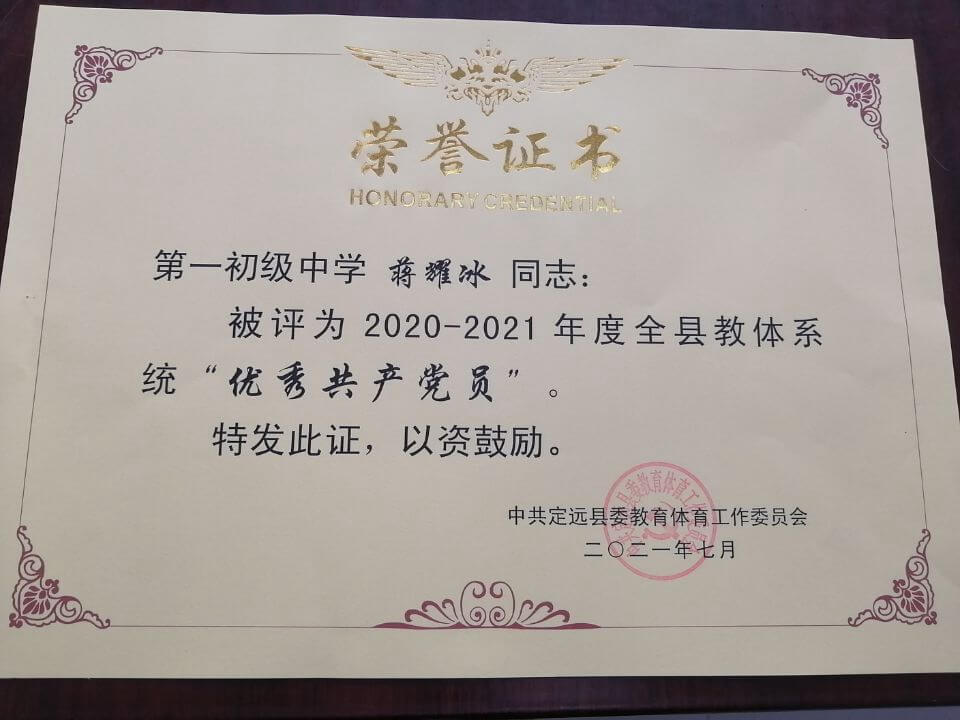 荣誉证书
HONORARY CREDENTIAL
第一初级中学 蒋耀冰 同志：
被评为 2020-2021 年度全县教体系
统“优秀共产党员”。
特发此证，以资鼓励。
中共定远县委教育体育工作委员会
二〇二一年七月